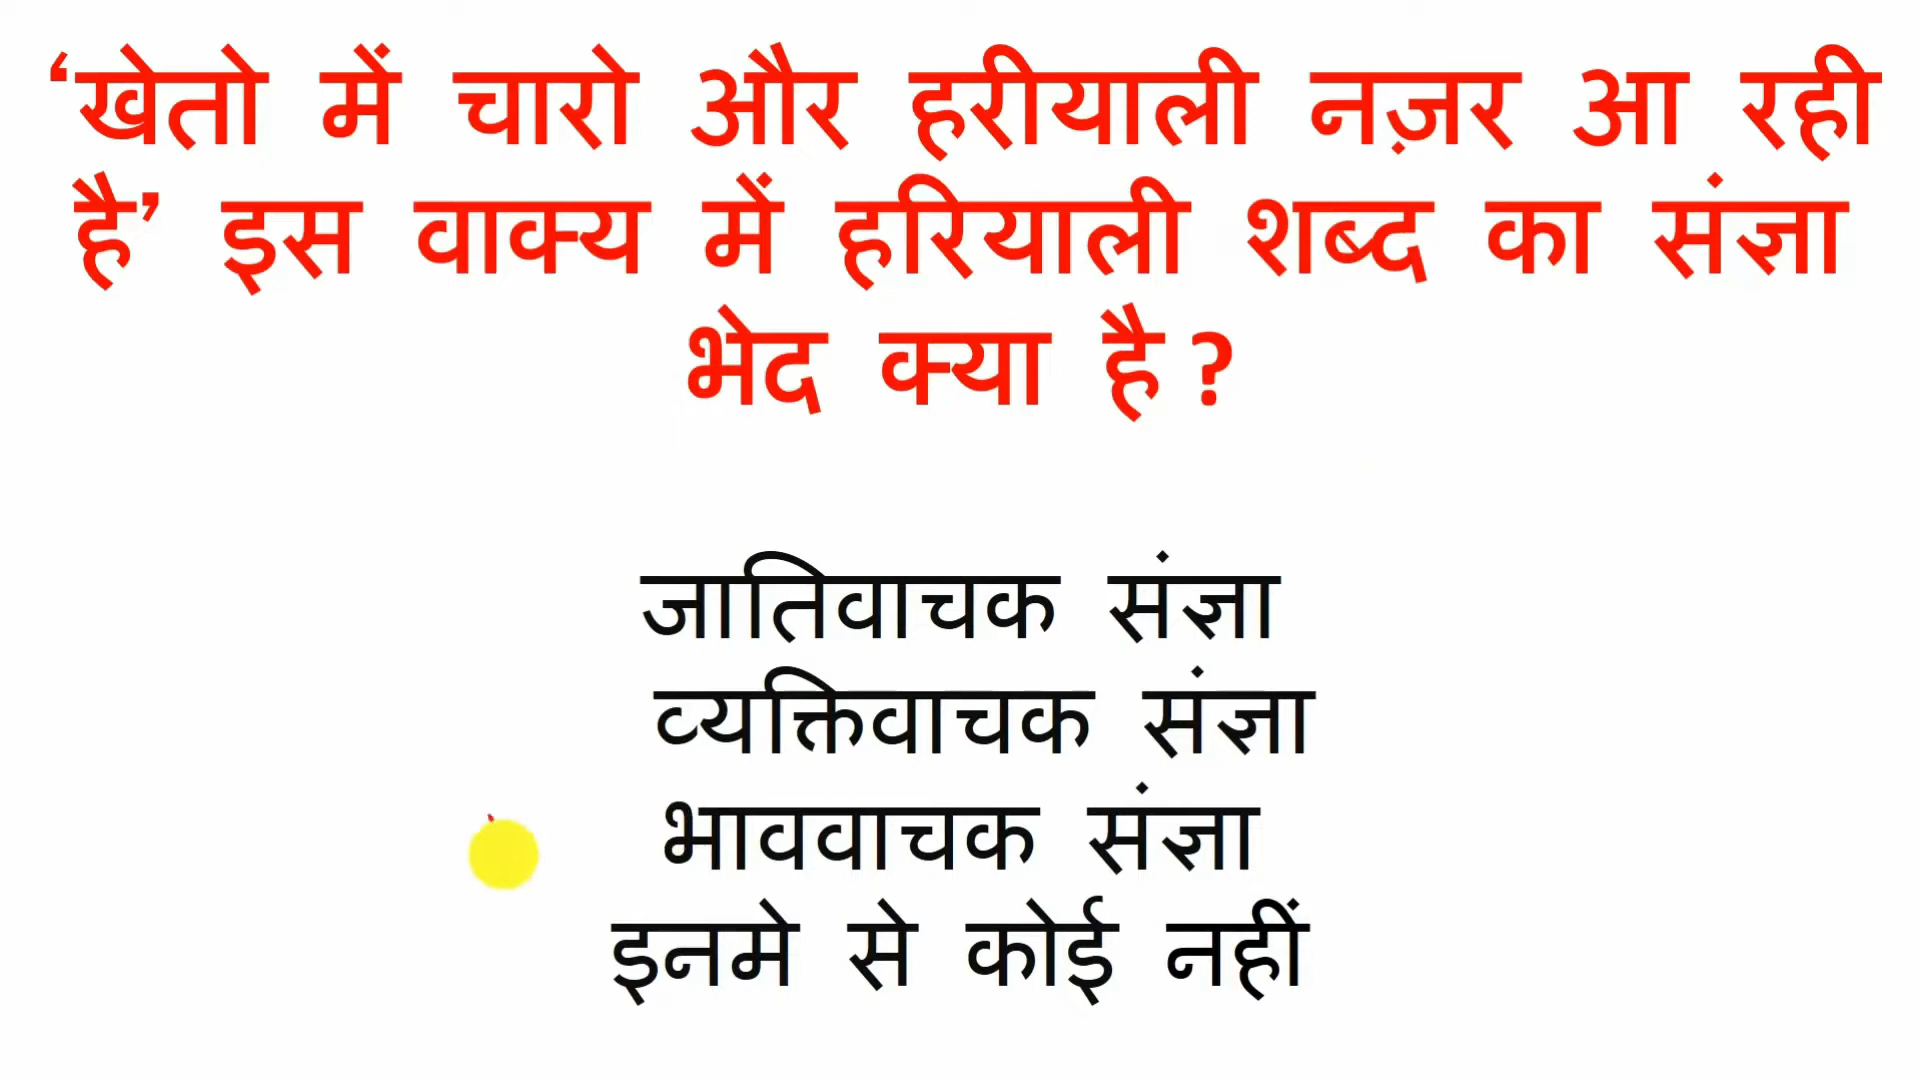 ‘खेतो में चारो और हरीयाली नज़र आ रही
है’ इस वाक्य में हरियाली शब्द का संज्ञा
भेद क्या है ?
जातिवाचक संज्ञा
व्यक्तिवाचक संज्ञा
भाववाचक संज्ञा
इनमे से कोई नहीं